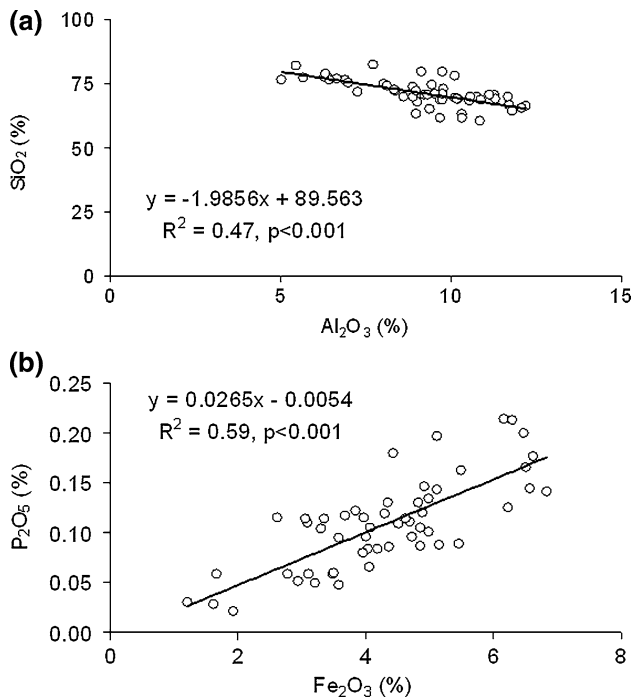 (a)
100
75
50
25
0
SiO₂ (%)
y = -1.9856x + 89.563
R² = 0.47, p<0.001
0 5 10 15
Al₂O₃ (%)
(b)
0.25
0.20
0.15
0.10
0.05
0.00
P₂O₅ (%)
y = 0.0265x - 0.0054
R² = 0.59, p<0.001
0 2 4 6 8
Fe₂O₃ (%)